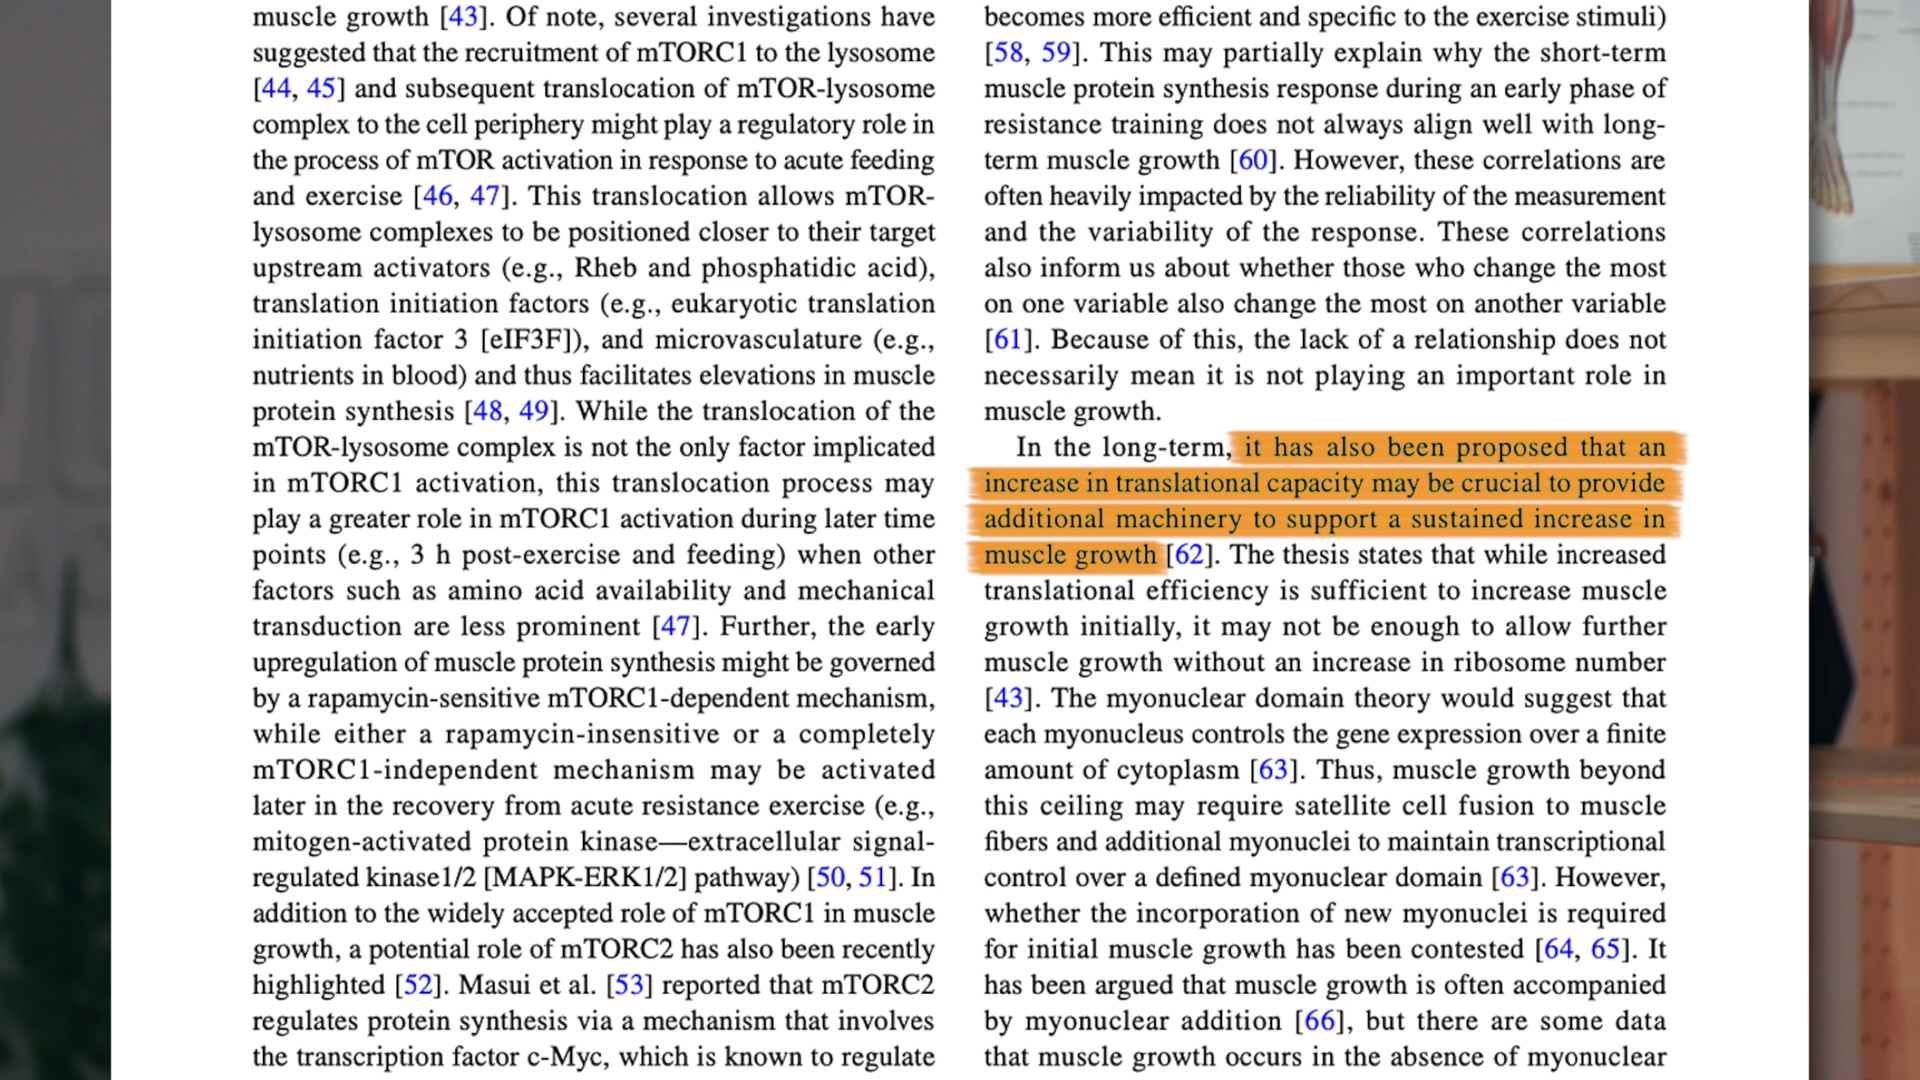 muscle growth [43]. Of note, several investigations have
suggested that the recruitment of mTORC1 to the lysosome
[44, 45] and subsequent translocation of mTOR-lysosome
complex to the cell periphery might play a regulatory role in
the process of mTOR activation in response to acute feeding
and exercise [46, 47]. This translocation allows mTOR-
lysosome complexes to be positioned closer to their target
upstream activators (e.g., Rheb and phosphatidic acid),
translation initiation factors (e.g., eukaryotic translation
initiation factor 3 [eIF3F]), and microvasculature (e.g.,
nutrients in blood) and thus facilitates elevations in muscle
protein synthesis [48, 49]. While the translocation of the
mTOR-lysosome complex is not the only factor implicated
in mTORC1 activation, this translocation process may
play a greater role in mTORC1 activation during later time
points (e.g., 3 h post-exercise and feeding) when other
factors such as amino acid availability and mechanical
transduction are less prominent [47]. Further, the early
upregulation of muscle protein synthesis might be governed
by a rapamycin-sensitive mTORC1-dependent mechanism,
while either a rapamycin-insensitive or a completely
mTORC1-independent mechanism may be activated
later in the recovery from acute resistance exercise (e.g.,
mitogen-activated protein kinase—extracellular signal-
regulated kinase1/2 [MAPK-ERK1/2] pathway) [50, 51]. In
addition to the widely accepted role of mTORC1 in muscle
growth, a potential role of mTORC2 has also been recently
highlighted [52]. Masui et al. [53] reported that mTORC2
regulates protein synthesis via a mechanism that involves
the transcription factor c-Myc, which is known to regulate
becomes more efficient and specific to the exercise stimuli)
[58, 59]. This may partially explain why the short-term
muscle protein synthesis response during an early phase of
resistance training does not always align well with long-
term muscle growth [60]. However, these correlations are
often heavily impacted by the reliability of the measurement
and the variability of the response. These correlations
also inform us about whether those who change the most
on one variable also change the most on another variable
[61]. Because of this, the lack of a relationship does not
necessarily mean it is not playing an important role in
muscle growth.
In the long-term, it has also been proposed that an
increase in translational capacity may be crucial to provide
additional machinery to support a sustained increase in
muscle growth [62]. The thesis states that while increased
translational efficiency is sufficient to increase muscle
growth initially, it may not be enough to allow further
muscle growth without an increase in ribosome number
[43]. The myonuclear domain theory would suggest that
each myonucleus controls the gene expression over a finite
amount of cytoplasm [63]. Thus, muscle growth beyond
this ceiling may require satellite cell fusion to muscle
fibers and additional myonuclei to maintain transcriptional
control over a defined myonuclear domain [63]. However,
whether the incorporation of new myonuclei is required
for initial muscle growth has been contested [64, 65]. It
has been argued that muscle growth is often accompanied
by myonuclear addition [66], but there are some data
that muscle growth occurs in the absence of myonuclear